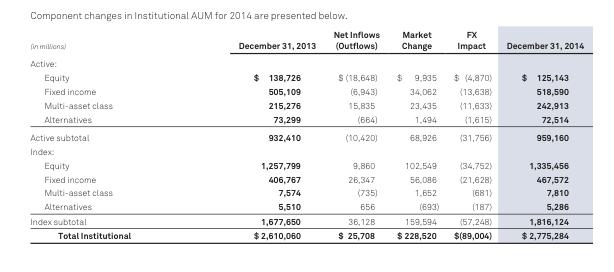 Component changes in Institutional AUM for 2014 are presented below.
(in millions) December 31, 2013 Net Inflows (Outflows) Market Change FX Impact December 31, 2014
Active:
Equity $ 138,726 $ (18,648) $ 9,935 $ (4,870) $ 125,143
Fixed income 505,109 (6,943) 34,062 (13,638) 518,590
Multi-asset class 215,276 15,835 23,435 (11,633) 242,913
Alternatives 73,299 (664) 1,494 (1,615) 72,514
Active subtotal 932,410 (10,420) 68,926 (31,756) 959,160
Index:
Equity 1,257,799 9,860 102,549 (34,752) 1,335,456
Fixed income 406,767 26,347 56,086 (21,628) 467,572
Multi-asset class 7,574 (735) 1,652 (681) 7,810
Alternatives 5,510 656 (693) (187) 5,286
Index subtotal 1,677,650 36,128 159,594 (57,248) 1,816,124
Total Institutional $ 2,610,060 $ 25,708 $ 228,520 $(89,004) $ 2,775,284